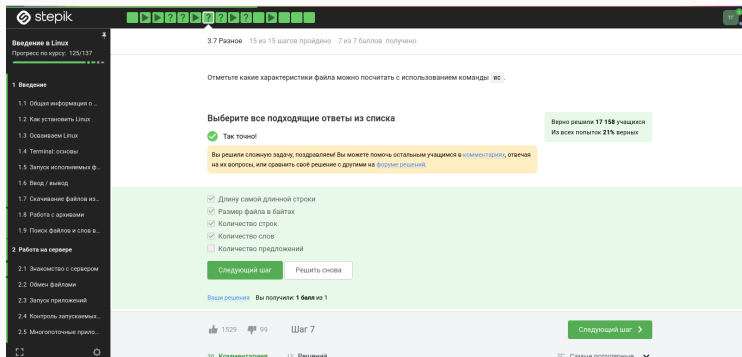 stepik
Введение в Linux
Прогресс по курсу: 125/137
1 Введение
1.1 Общая информация о ...
1.2 Как установить Linux
1.3 Осваиваем Linux
1.4 Terminal: основы
1.5 Запуск исполняемых ф...
1.6 Ввод / вывод
1.7 Скачивание файлов из...
1.8 Работа с архивами
1.9 Поиск файлов и слов в...
2 Работа на сервере
2.1 Знакомство с сервером
2.2 Обмен файлами
2.3 Запуск приложений
2.4 Контроль запускаемых...
2.5 Многопоточные прило...
3.7 Разное 15 из 15 шагов пройдено 7 из 7 баллов получено
Отметьте какие характеристики файла можно посчитать с использованием команды wc .
Выберите все подходящие ответы из списка
Так точно!
Верно решили 17 158 учащихся
Из всех попыток 21% верных
Вы решили сложную задачу, поздравляем! Вы можете помочь остальным учащимся в комментариях, отвечая
на их вопросы, или сравнить своё решение с другими на форуме решений.
Длину самой длинной строки
Размер файла в байтах
Количество строк
Количество слов
Количество предложений
Следующий шаг Решить снова
Ваши решения Вы получили: 1 балл из 1
1529 99 Шаг 7 Следующий шаг
30 Комментариев 15 Решений Самые популярные